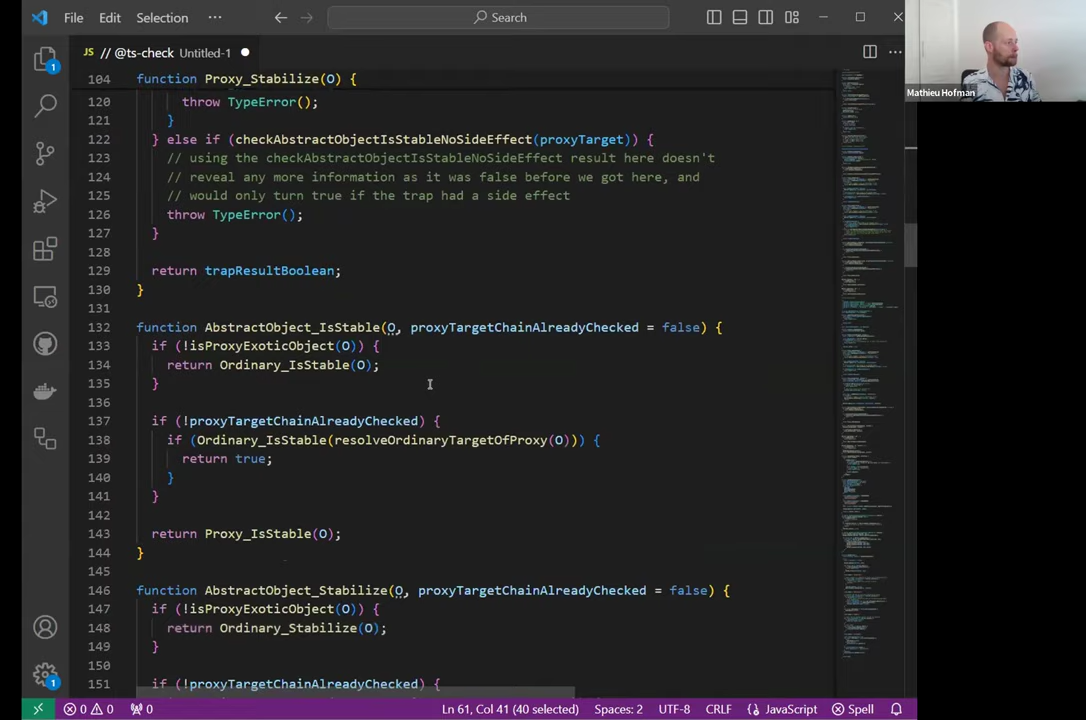 File Edit Selection ··· Search
JS // @ts-check Untitled-1
Mathieu Hofman
104 function Proxy_Stabilize(O) {
120 throw TypeError();
121 }
122 } else if (checkAbstractObjectIsStableNoSideEffect(proxyTarget)) {
123 // using the checkAbstractObjectIsStableNoSideEffect result here doesn't
124 // reveal any more information as it was false before we got here, and
125 // would only turn true if the trap had a side effect
126 throw TypeError();
127 }
128
129 return trapResultBoolean;
130 }
131
132 function AbstractObject_IsStable(O, proxyTargetChainAlreadyChecked = false) {
133 if (!isProxyExoticObject(O)) {
134 return Ordinary_IsStable(O);
135 }
136
137 if (!proxyTargetChainAlreadyChecked) {
138 if (Ordinary_IsStable(resolveOrdinaryTargetOfProxy(O))) {
139 return true;
140 }
141 }
142
143 return Proxy_IsStable(O);
144 }
145
146 function AbstractObject_Stabilize(O, proxyTargetChainAlreadyChecked = false) {
147 if (!isProxyExoticObject(O)) {
148 return Ordinary_Stabilize(O);
149 }
150
151 if (!proxyTargetChainAlreadyChecked) {
1
1
0 0 0 Ln 61, Col 41 (40 selected) Spaces: 2 UTF-8 CRLF {} JavaScript Spell